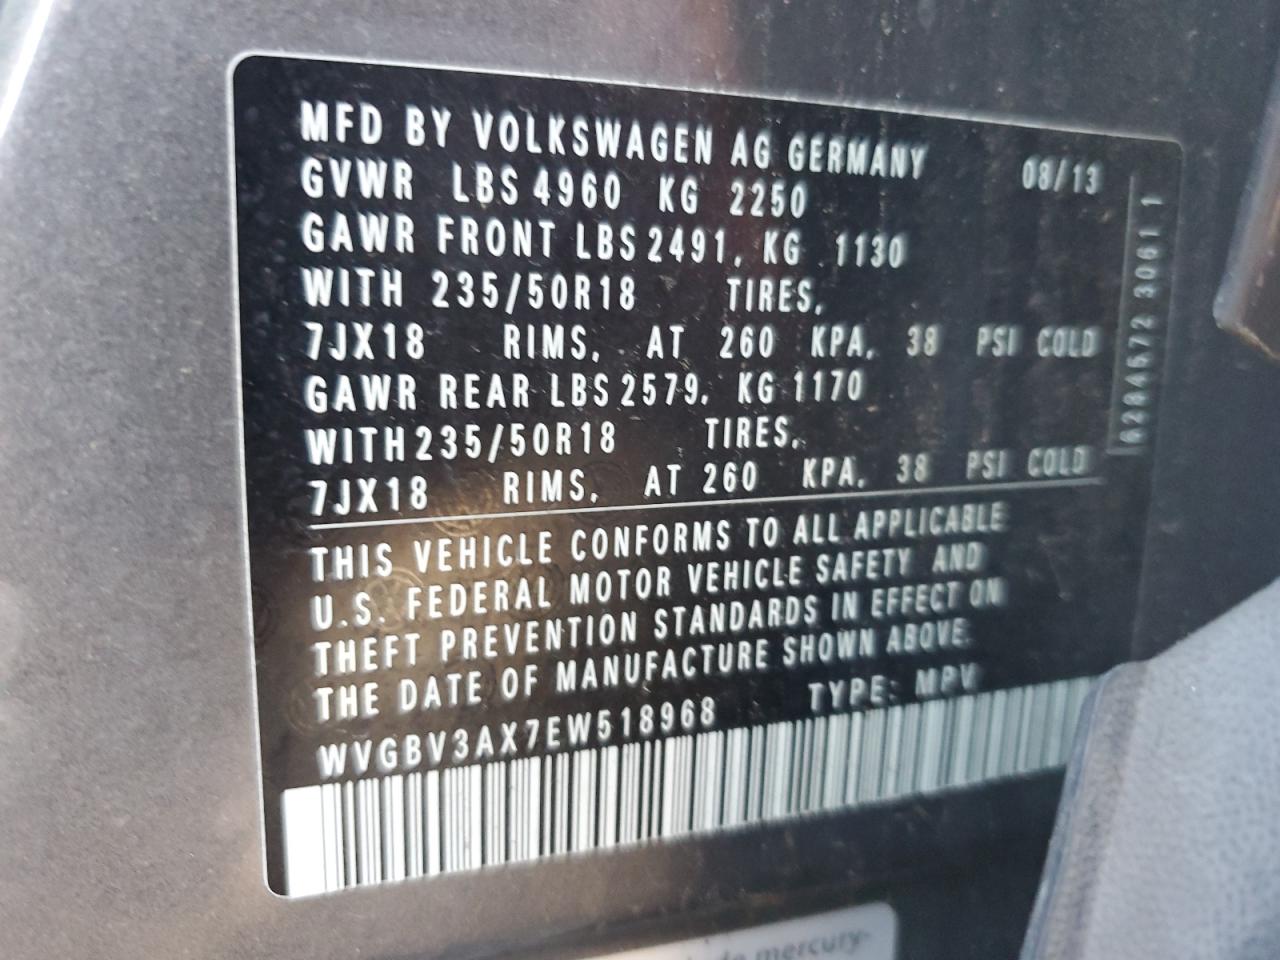 MFD BY VOLKSWAGEN AG GERMANY 08/13
GVWR LBS 4960 KG 2250
GAWR FRONT LBS 2491, KG 1130
WITH 235/50R18 TIRES,
7JX18 RIMS, AT 260 KPA, 38 PSI COLD
GAWR REAR LBS 2579, KG 1170
WITH 235/50R18 TIRES,
7JX18 RIMS, AT 260 KPA, 38 PSI COLD
THIS VEHICLE CONFORMS TO ALL APPLICABLE
U.S. FEDERAL MOTOR VEHICLE SAFETY AND
THEFT PREVENTION STANDARDS IN EFFECT ON
THE DATE OF MANUFACTURE SHOWN ABOVE.
WVGBV3AX7EW518968 TYPE: MPV
3061 1
mercury-